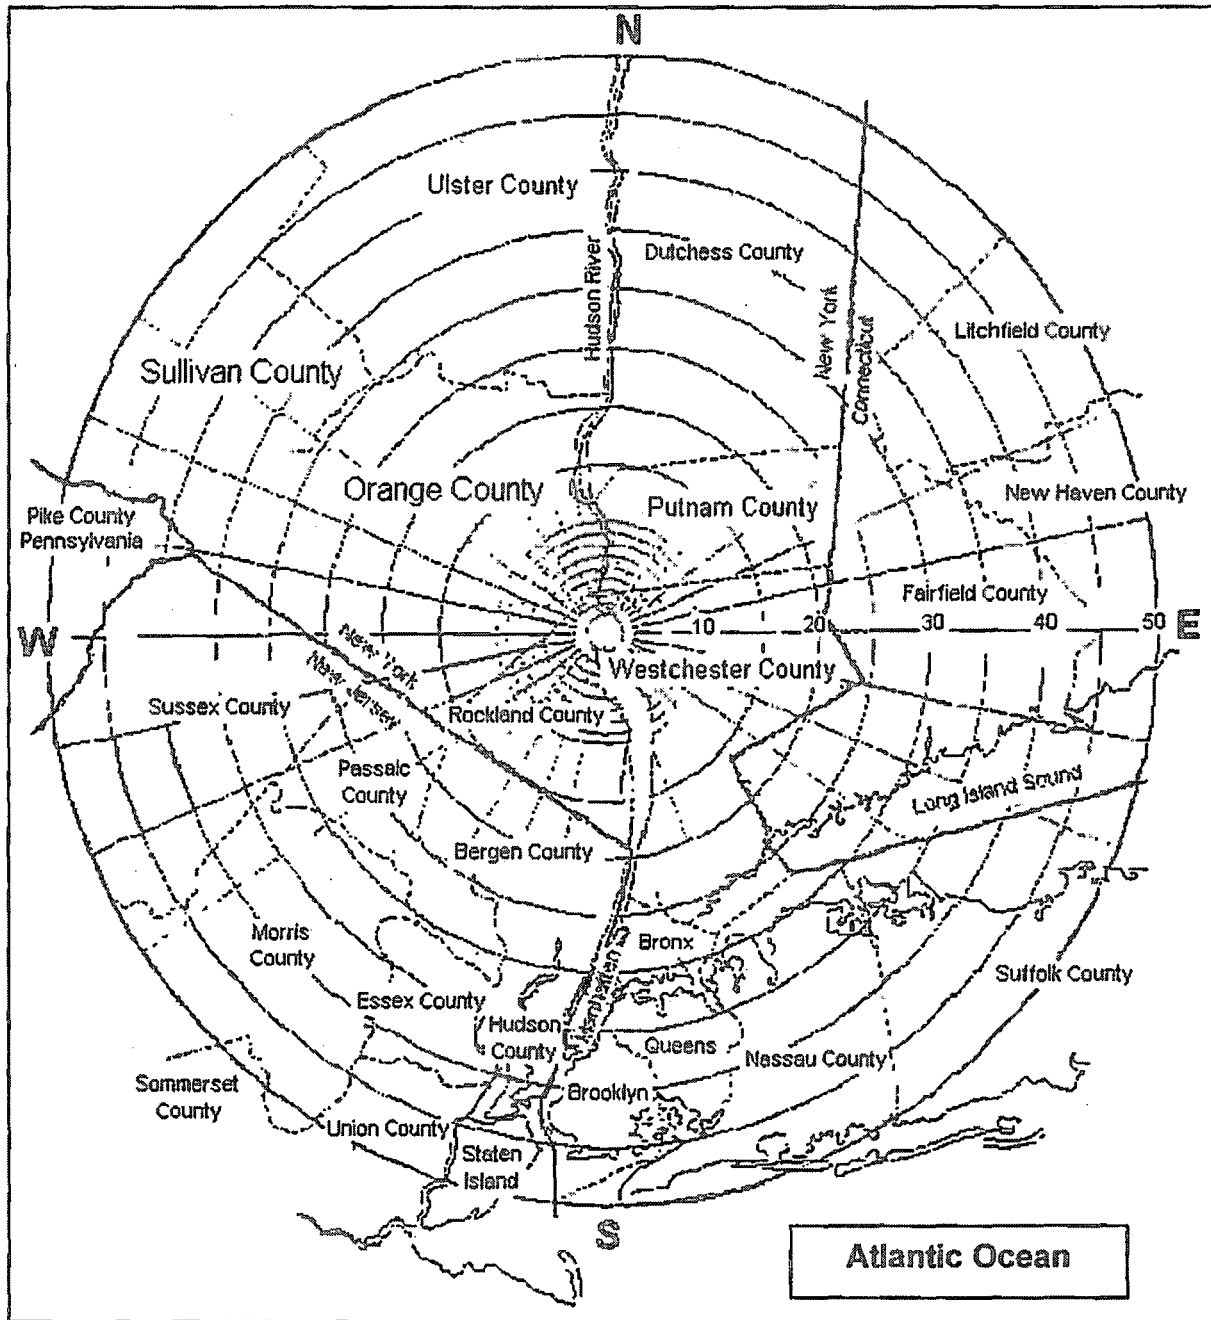 N
Ulster County
Hudson River
Dutchess County
New York
Connecticut
Litchfield County
Sullivan County
Orange County
Putnam County
New Haven County
Pike County
Pennsylvania
Fairfield County
W
10
20
30
40
50
E
New York
New Jersey
Westchester County
Sussex County
Rockland County
Passaic
County
Long Island Sound
Bergen County
Morris
County
Bronx
Manhatten
Suffolk County
Essex County
Hudson
County
Queens
Nassau County
Sommerset
County
Brooklyn
Union County
Staten
Island
S
Atlantic Ocean